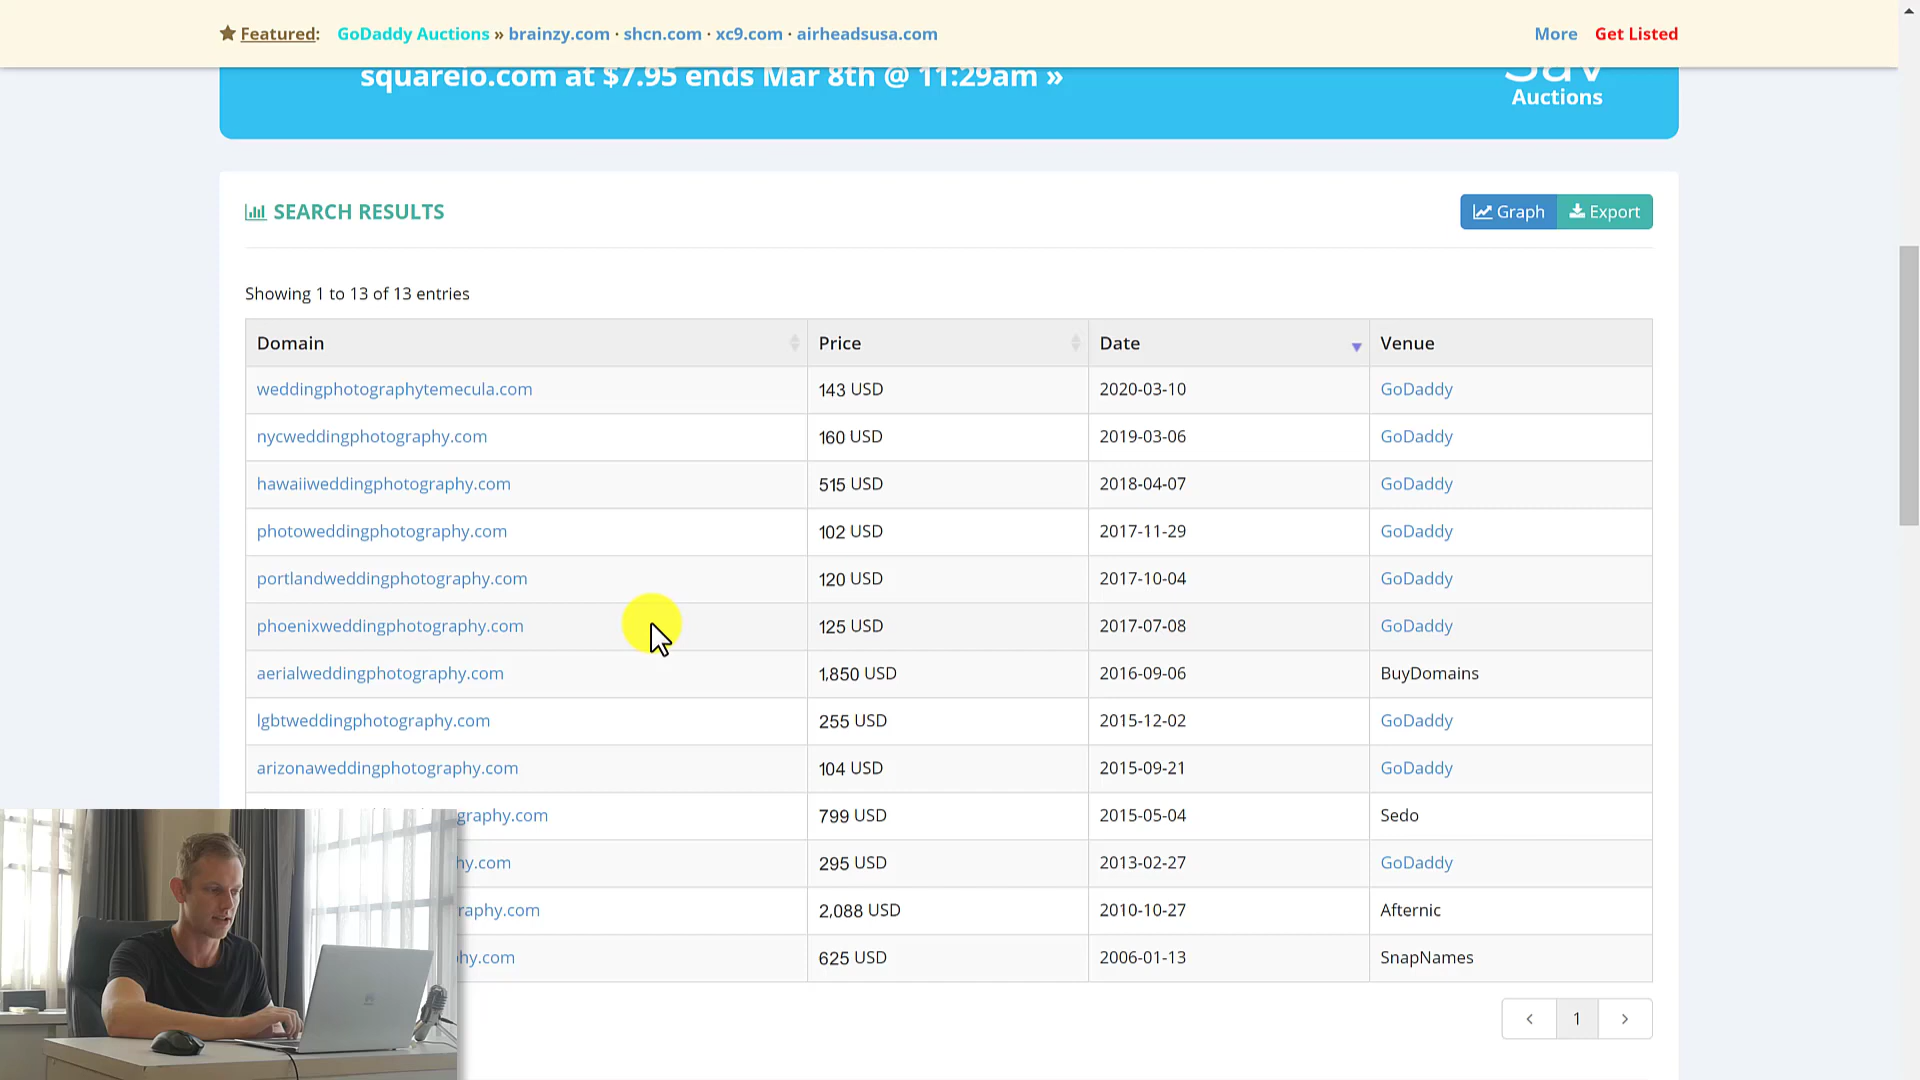 Featured: GoDaddy Auctions » brainzy.com · shcn.com · xc9.com · airheadsusa.com More Get Listed
squareio.com at $7.95 ends Mar 8th @ 11:29am »
Auctions
SEARCH RESULTS Graph Export
Showing 1 to 13 of 13 entries
Domain Price Date Venue
weddingphotographytemecula.com 143 USD 2020-03-10 GoDaddy
nycweddingphotography.com 160 USD 2019-03-06 GoDaddy
hawaiiweddingphotography.com 515 USD 2018-04-07 GoDaddy
photoweddingphotography.com 102 USD 2017-11-29 GoDaddy
portlandweddingphotography.com 120 USD 2017-10-04 GoDaddy
phoenixweddingphotography.com 125 USD 2017-07-08 GoDaddy
aerialweddingphotography.com 1,850 USD 2016-09-06 BuyDomains
lgbtweddingphotography.com 255 USD 2015-12-02 GoDaddy
arizonaweddingphotography.com 104 USD 2015-09-21 GoDaddy
graphy.com 799 USD 2015-05-04 Sedo
hy.com 295 USD 2013-02-27 GoDaddy
raphy.com 2,088 USD 2010-10-27 Afternic
hy.com 625 USD 2006-01-13 SnapNames
‹ 1 ›